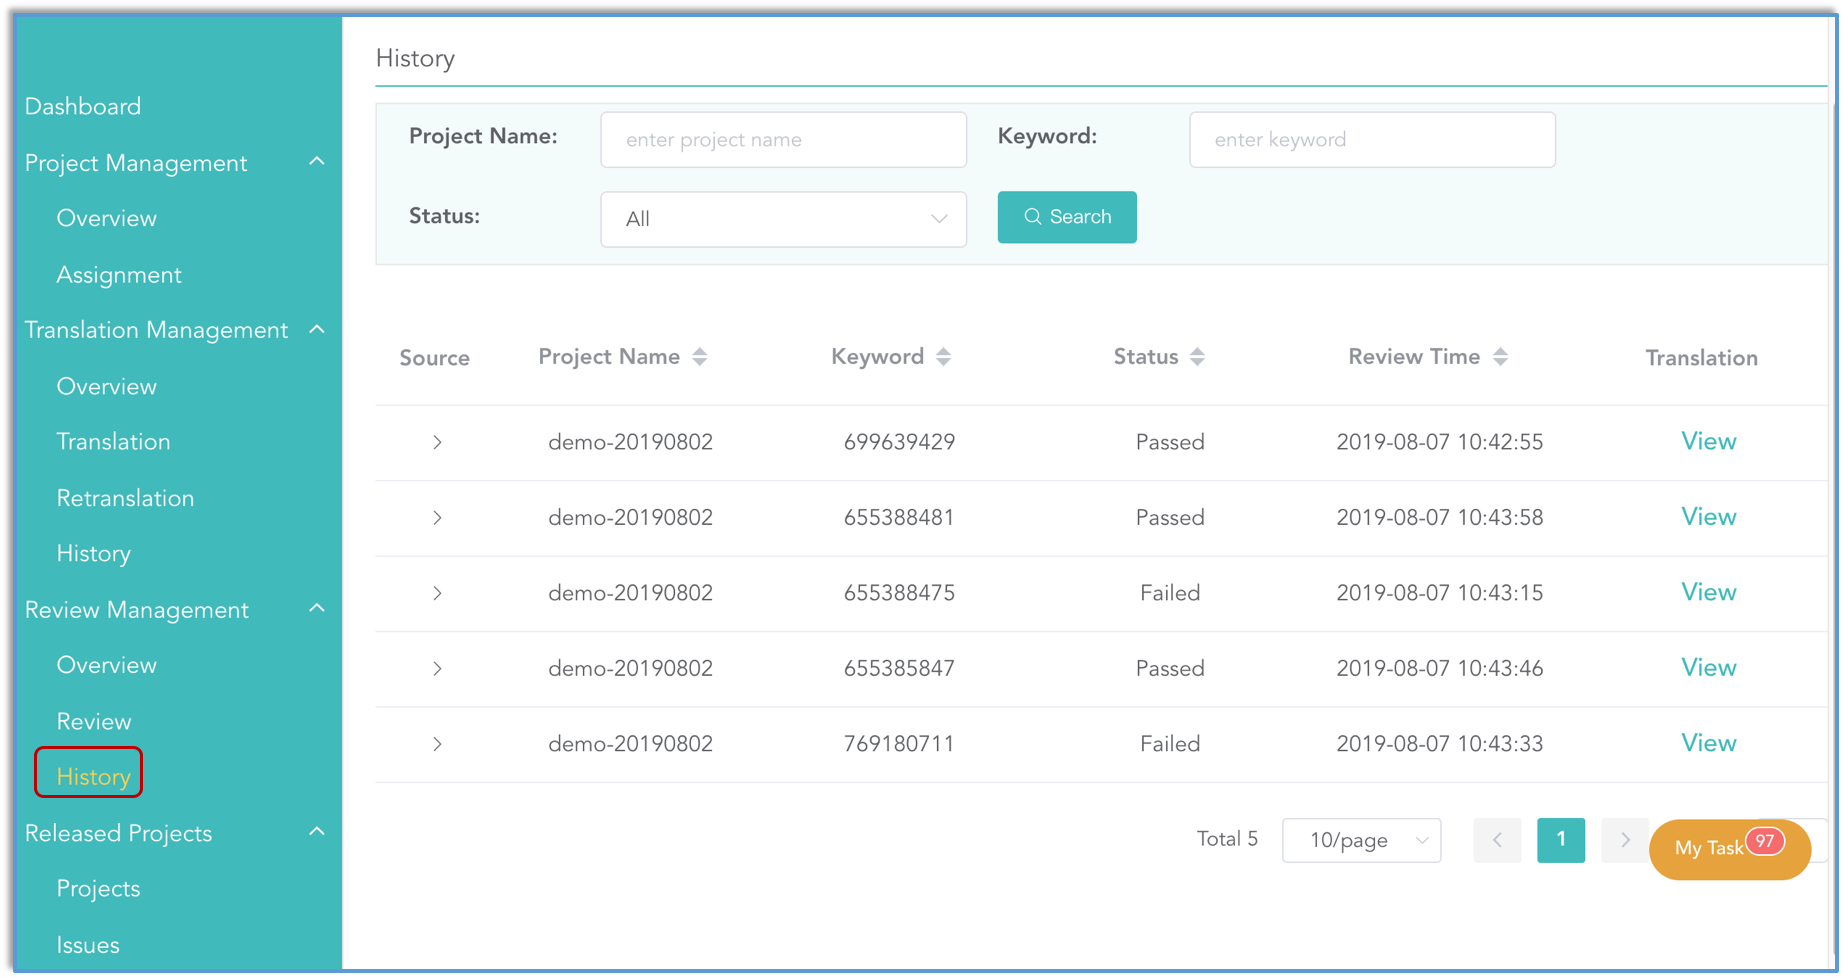 Dashboard
Project Management
Overview
Assignment
Translation Management
Overview
Translation
Retranslation
History
Review Management
Overview
Review
History
Released Projects
Projects
Issues
History
Project Name: enter project name Keyword: enter keyword
Status: All Search
Source Project Name Keyword Status Review Time Translation
demo-20190802 699639429 Passed 2019-08-07 10:42:55 View
demo-20190802 655388481 Passed 2019-08-07 10:43:58 View
demo-20190802 655388475 Failed 2019-08-07 10:43:15 View
demo-20190802 655385847 Passed 2019-08-07 10:43:46 View
demo-20190802 769180711 Failed 2019-08-07 10:43:33 View
Total 5 10/page 1 My Task 97